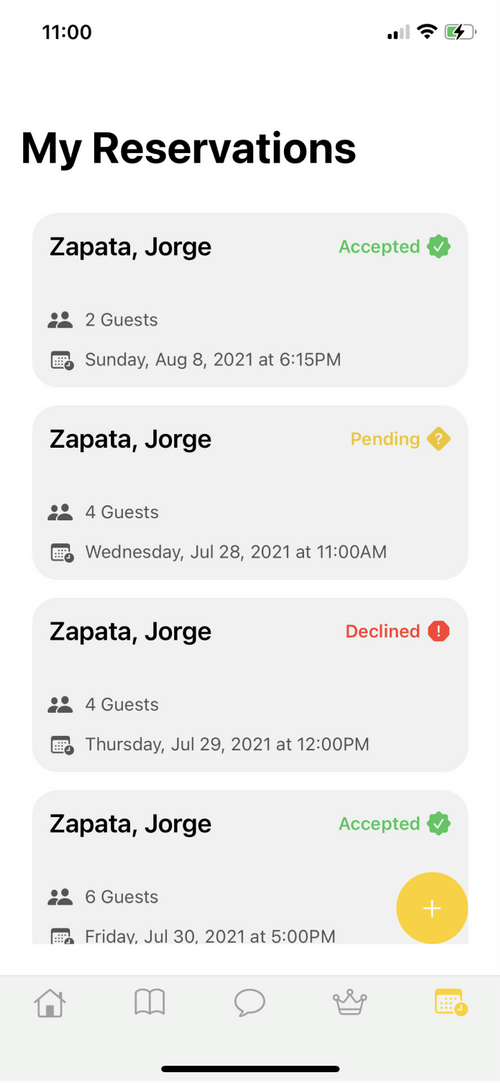 11:00
My Reservations
Zapata, Jorge
Accepted
2 Guests
Sunday, Aug 8, 2021 at 6:15PM
Zapata, Jorge
Pending
4 Guests
Wednesday, Jul 28, 2021 at 11:00AM
Zapata, Jorge
Declined
4 Guests
Thursday, Jul 29, 2021 at 12:00PM
Zapata, Jorge
Accepted
6 Guests
Friday, Jul 30, 2021 at 5:00PM